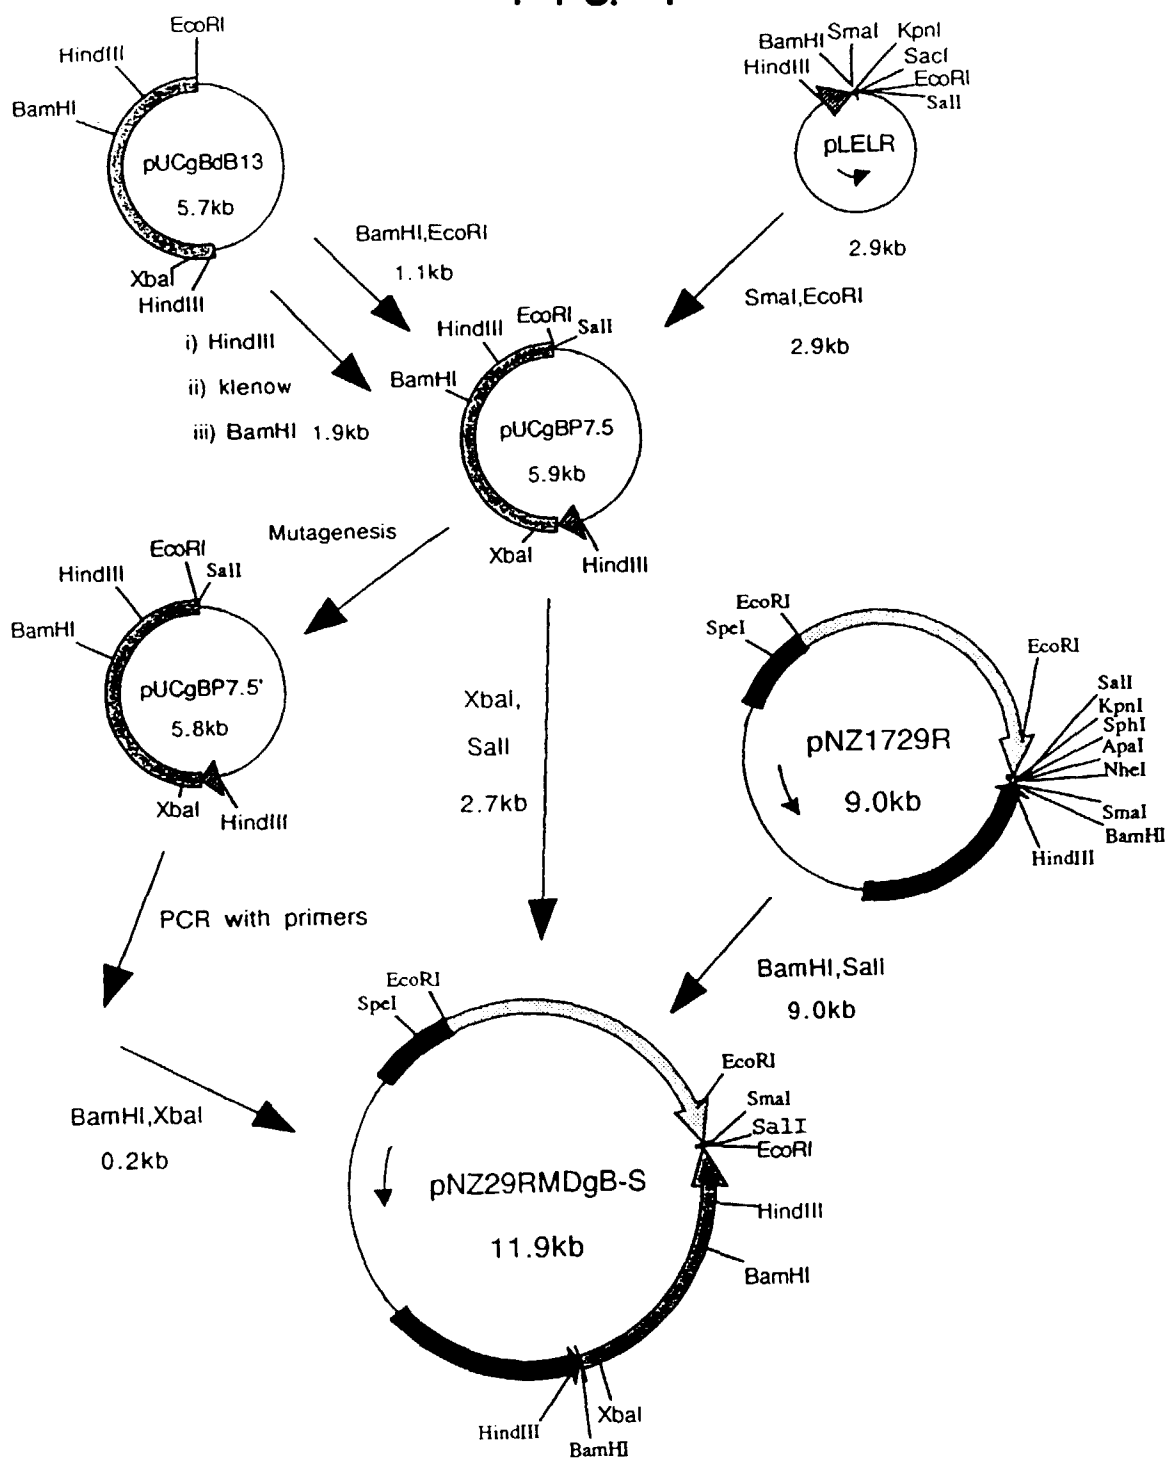 EcoRI
HindIII
BamHI
pUCgBdB13
5.7kb
XbaI
HindIII
BamHI
SmaI
KpnI
HindIII
SacI
EcoRI
SalI
pLELR
2.9kb
BamHI,EcoRI
1.1kb
SmaI,EcoRI
2.9kb
i) HindIII
ii) klenow
iii) BamHI 1.9kb
EcoRI
HindIII
SalI
BamHI
pUCgBP7.5
5.9kb
XbaI
HindIII
Mutagenesis
EcoRI
HindIII
SalI
BamHI
pUCgBP7.5'
5.8kb
XbaI
HindIII
XbaI,
SalI
2.7kb
EcoRI
SpeI
EcoRI
SalI
KpnI
SphI
ApaI
NheI
SmaI
BamHI
HindIII
pNZ1729R
9.0kb
PCR with primers
BamHI,SalI
9.0kb
BamHI,XbaI
0.2kb
EcoRI
SpeI
EcoRI
SmaI
SalI
EcoRI
pNZ29RMDgB-S
11.9kb
HindIII
BamHI
XbaI
HindIII
BamHI